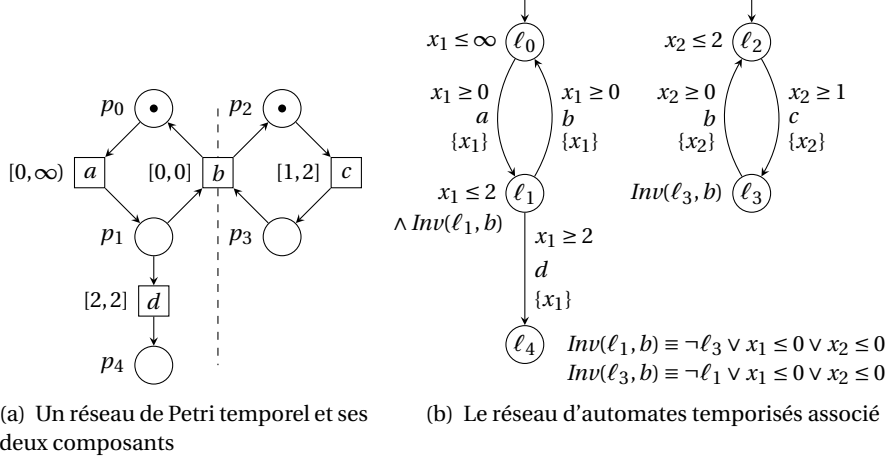 p0
p2
[0,∞) a
[0,0] b
[1,2] c
p1
p3
[2,2] d
p4
(a) Un réseau de Petri temporel et ses
deux composants
x1 ≤ ∞ ℓ0
x1 ≥ 0
a
{x1}
x1 ≥ 0
b
{x1}
x1 ≤ 2
∧ Inv(ℓ1, b)
ℓ1
x1 ≥ 2
d
{x1}
ℓ4
x2 ≤ 2 ℓ2
x2 ≥ 0
b
{x2}
x2 ≥ 1
c
{x2}
Inv(ℓ3, b) ℓ3
Inv(ℓ1, b) ≡ ¬ℓ3 ∨ x1 ≤ 0 ∨ x2 ≤ 0
Inv(ℓ3, b) ≡ ¬ℓ1 ∨ x1 ≤ 0 ∨ x2 ≤ 0
(b) Le réseau d'automates temporisés associé